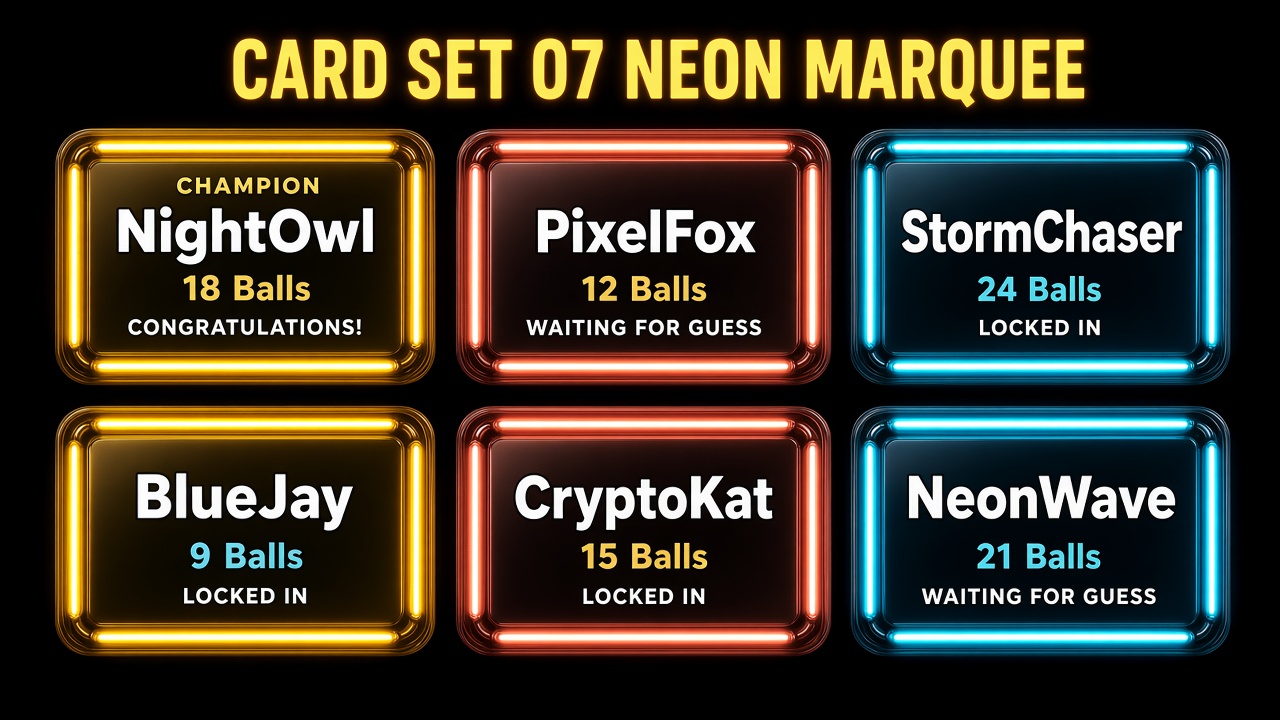 CARD SET 07 NEON MARQUEE
CHAMPION
NightOwl
18 Balls
CONGRATULATIONS!
PixelFox
12 Balls
WAITING FOR GUESS
StormChaser
24 Balls
LOCKED IN
BlueJay
9 Balls
LOCKED IN
CryptoKat
15 Balls
LOCKED IN
NeonWave
21 Balls
WAITING FOR GUESS